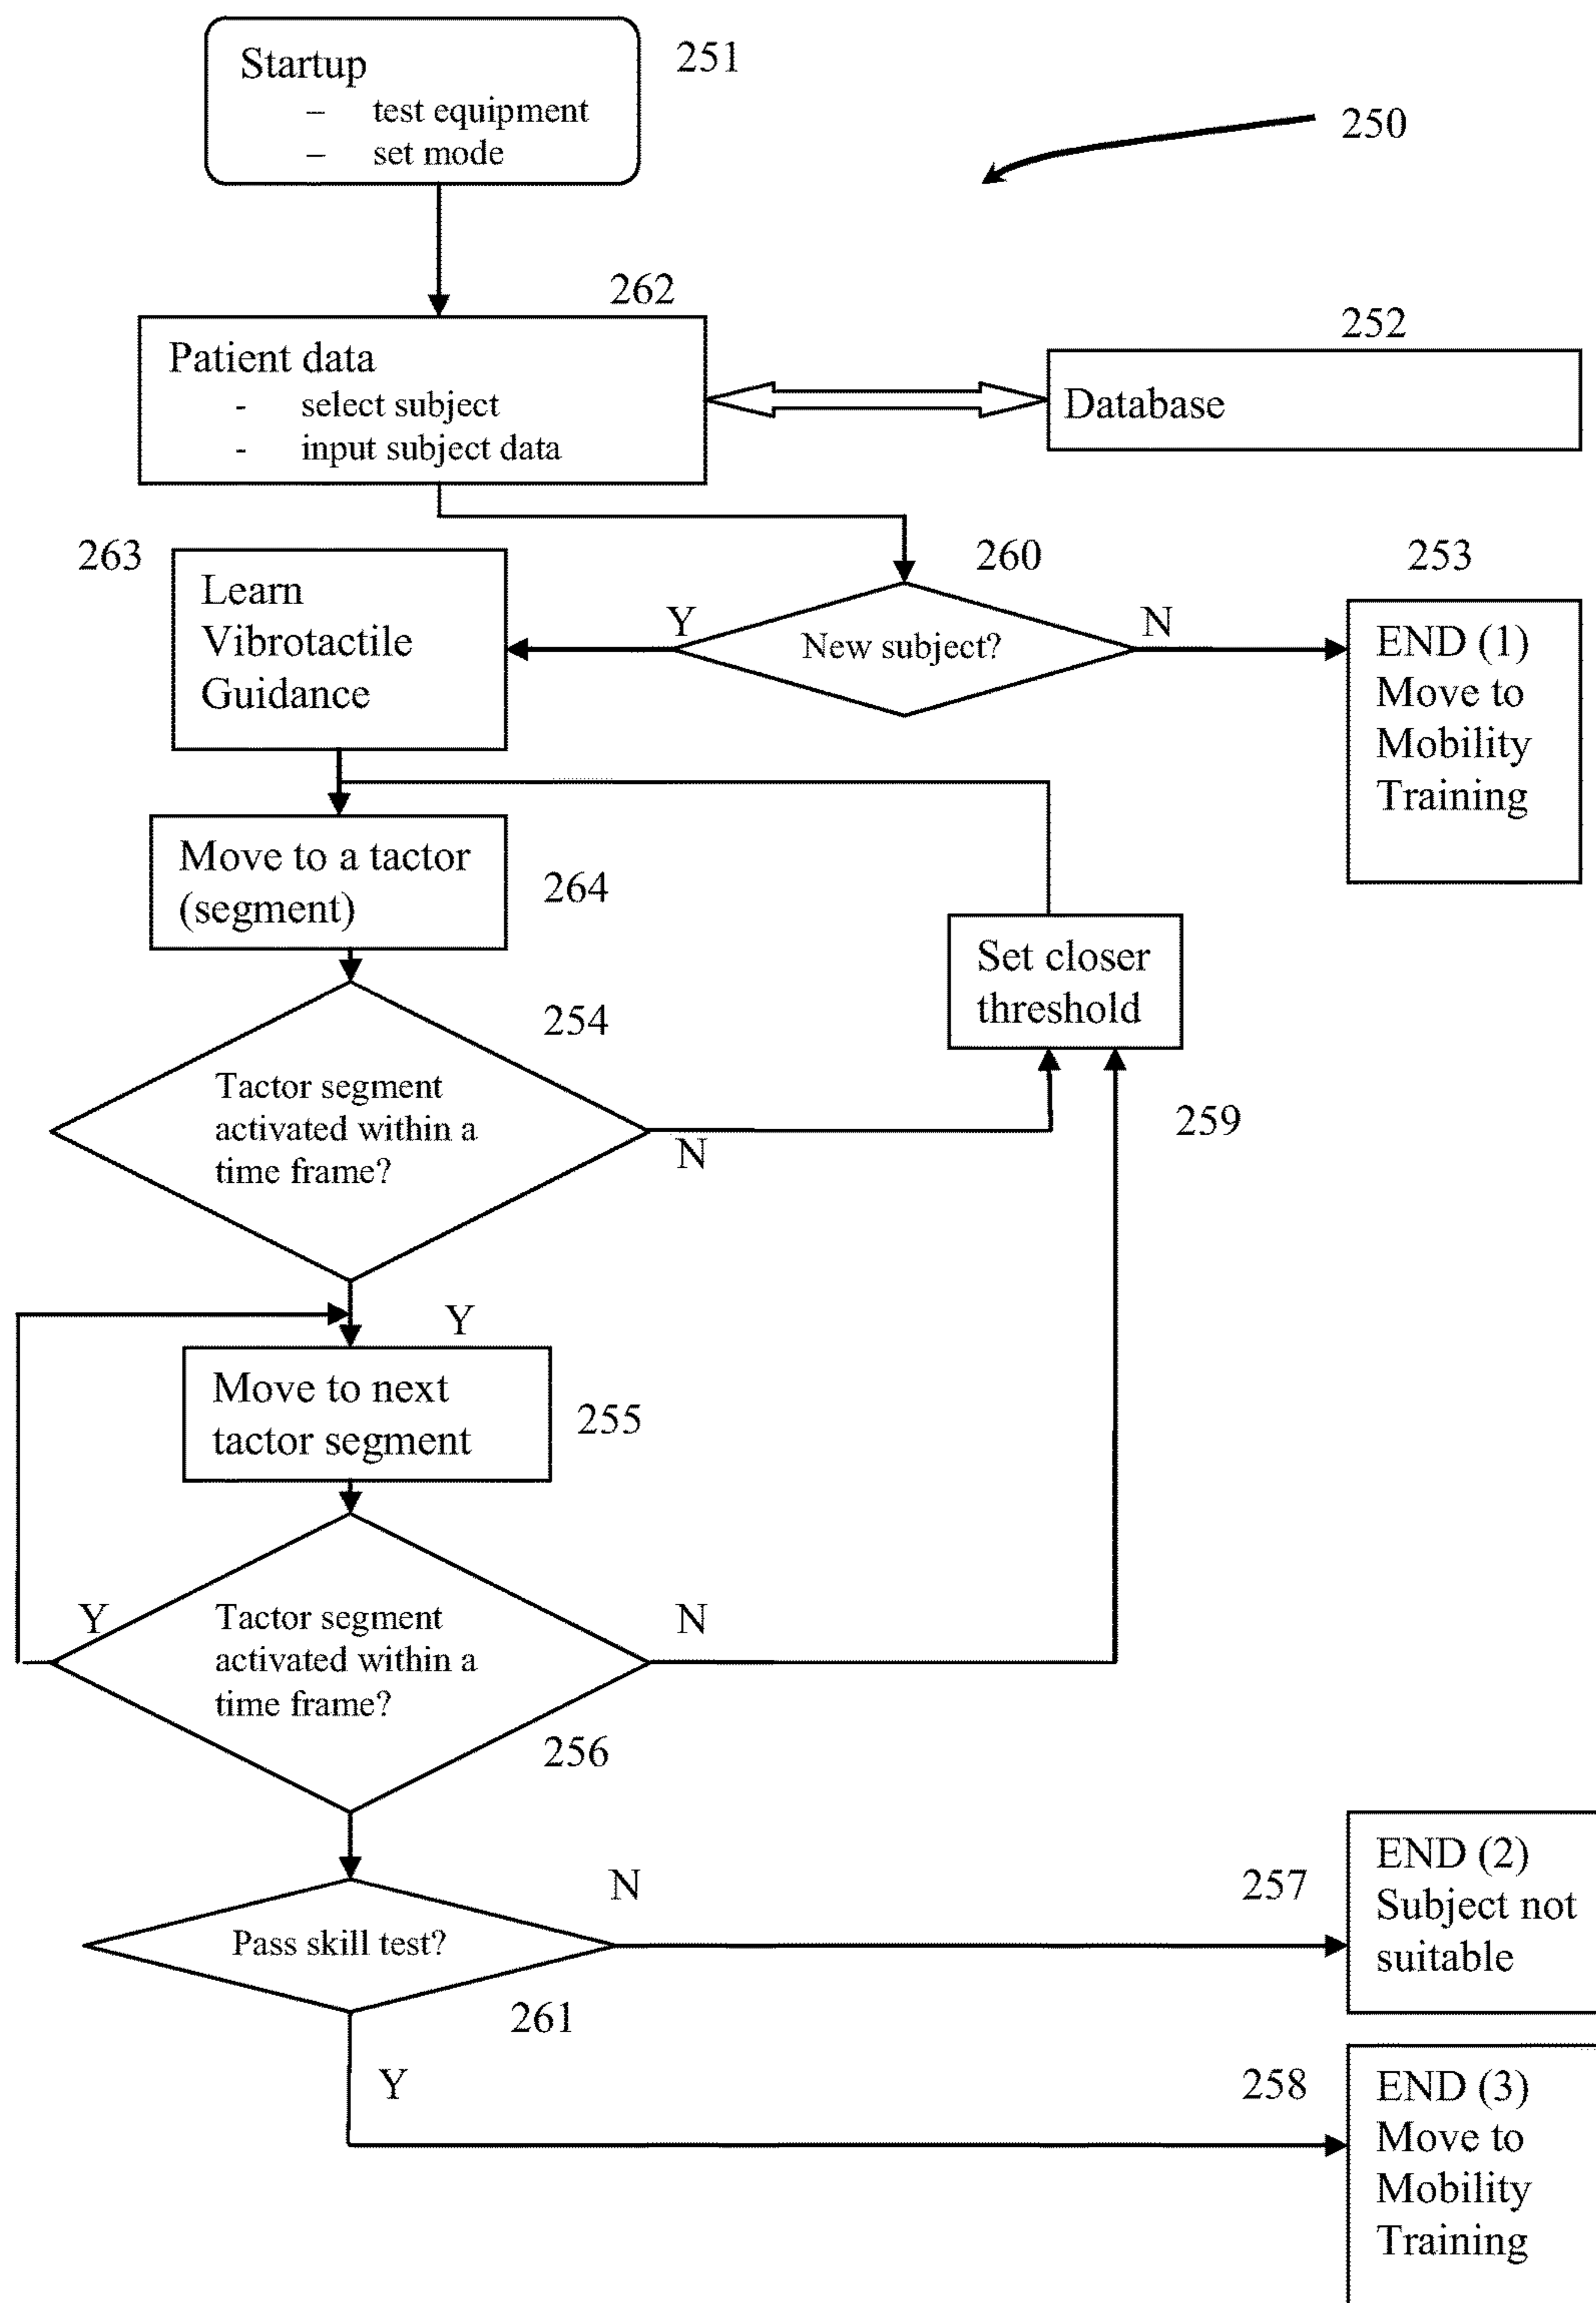 Startup
– test equipment
– set mode
251
250
262
Patient data
- select subject
- input subject data
252
Database
263
Learn
Vibrotactile
Guidance
260
Y
New subject?
N
253
END (1)
Move to
Mobility
Training
Move to a tactor
(segment)
264
Set closer
threshold
259
254
Tactor segment
activated within a
time frame?
N
Y
Move to next
tactor segment
255
Y
Tactor segment
activated within a
time frame?
N
256
Pass skill test?
N
261
Y
257
END (2)
Subject not
suitable
258
END (3)
Move to
Mobility
Training